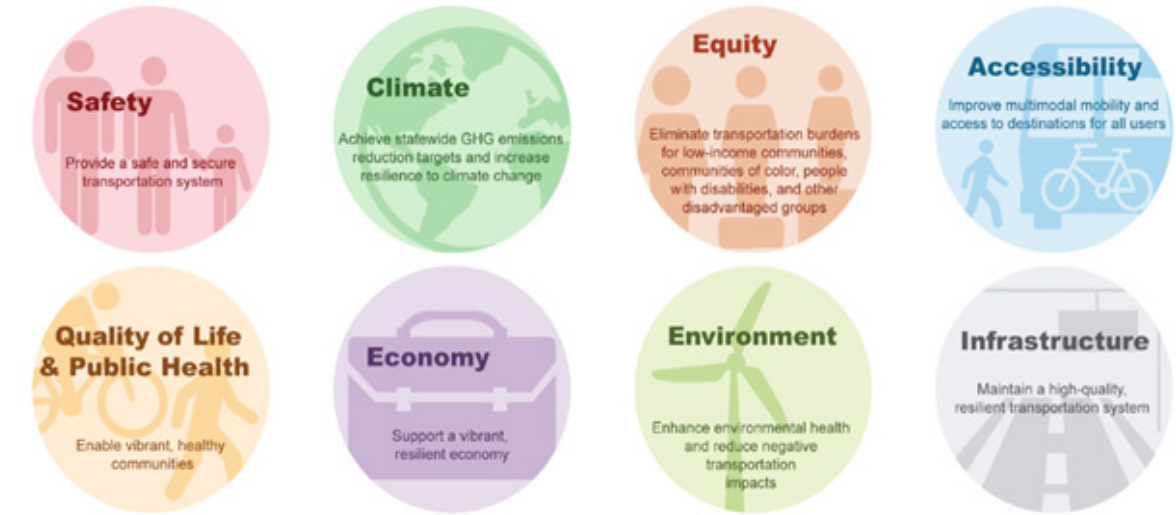 Safety
Provide a safe and secure
transportation system
Climate
Achieve statewide GHG emissions
reduction targets and increase
resilience to climate change
Equity
Eliminate transportation burdens
for low-income communities,
communities of color, people
with disabilities, and other
disadvantaged groups
Accessibility
Improve multimodal mobility and
access to destinations for all users
Quality of Life
& Public Health
Enable vibrant, healthy
communities
Economy
Support a vibrant,
resilient economy
Environment
Enhance environmental health
and reduce negative
transportation
impacts
Infrastructure
Maintain a high-quality,
resilient transportation system